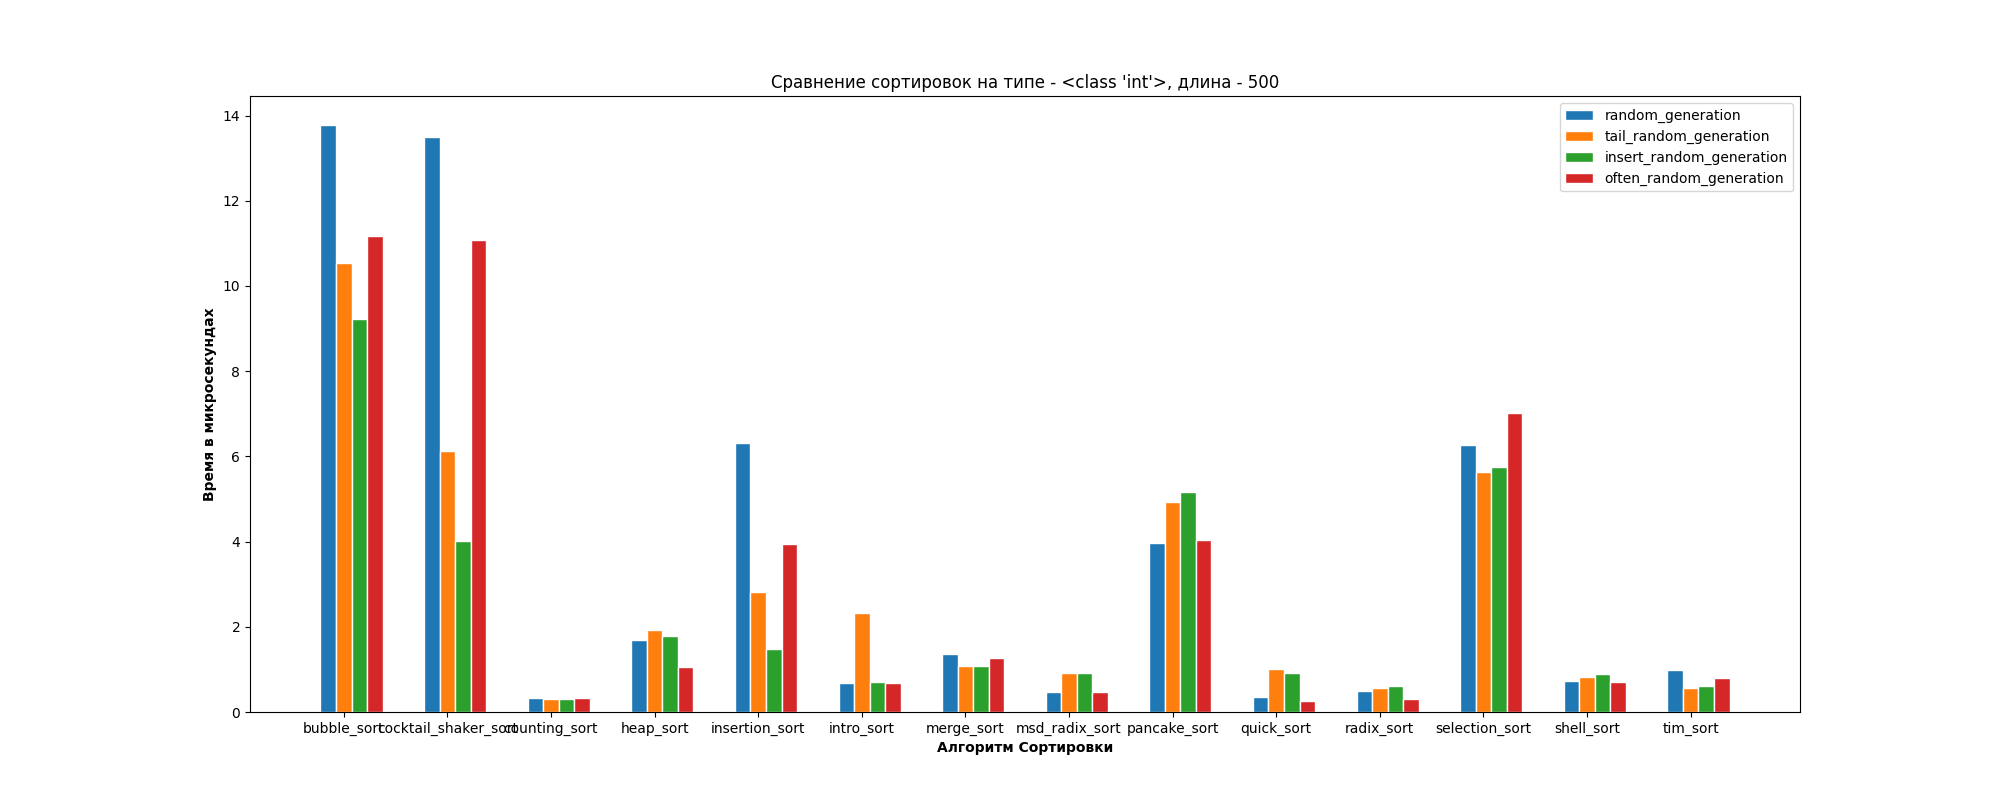 Сравнение сортировок на типе - <class 'int'>, длина - 500
14
12
10
8
6
4
2
0
Время в микросекундах
random_generation
tail_random_generation
insert_random_generation
often_random_generation
bubble_sort cocktail_shaker_sort counting_sort heap_sort insertion_sort intro_sort merge_sort msd_radix_sort pancake_sort quick_sort radix_sort selection_sort shell_sort tim_sort
Алгоритм Сортировки